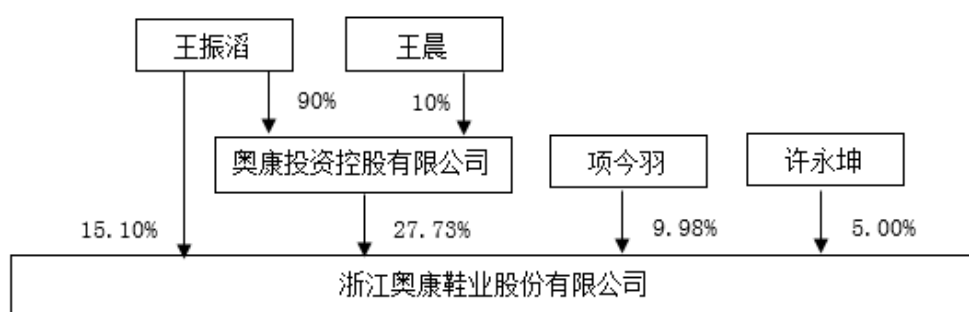 王振滔
王晨
90%
10%
奥康投资控股有限公司
项今羽
许永坤
15.10%
27.73%
9.98%
5.00%
浙江奥康鞋业股份有限公司